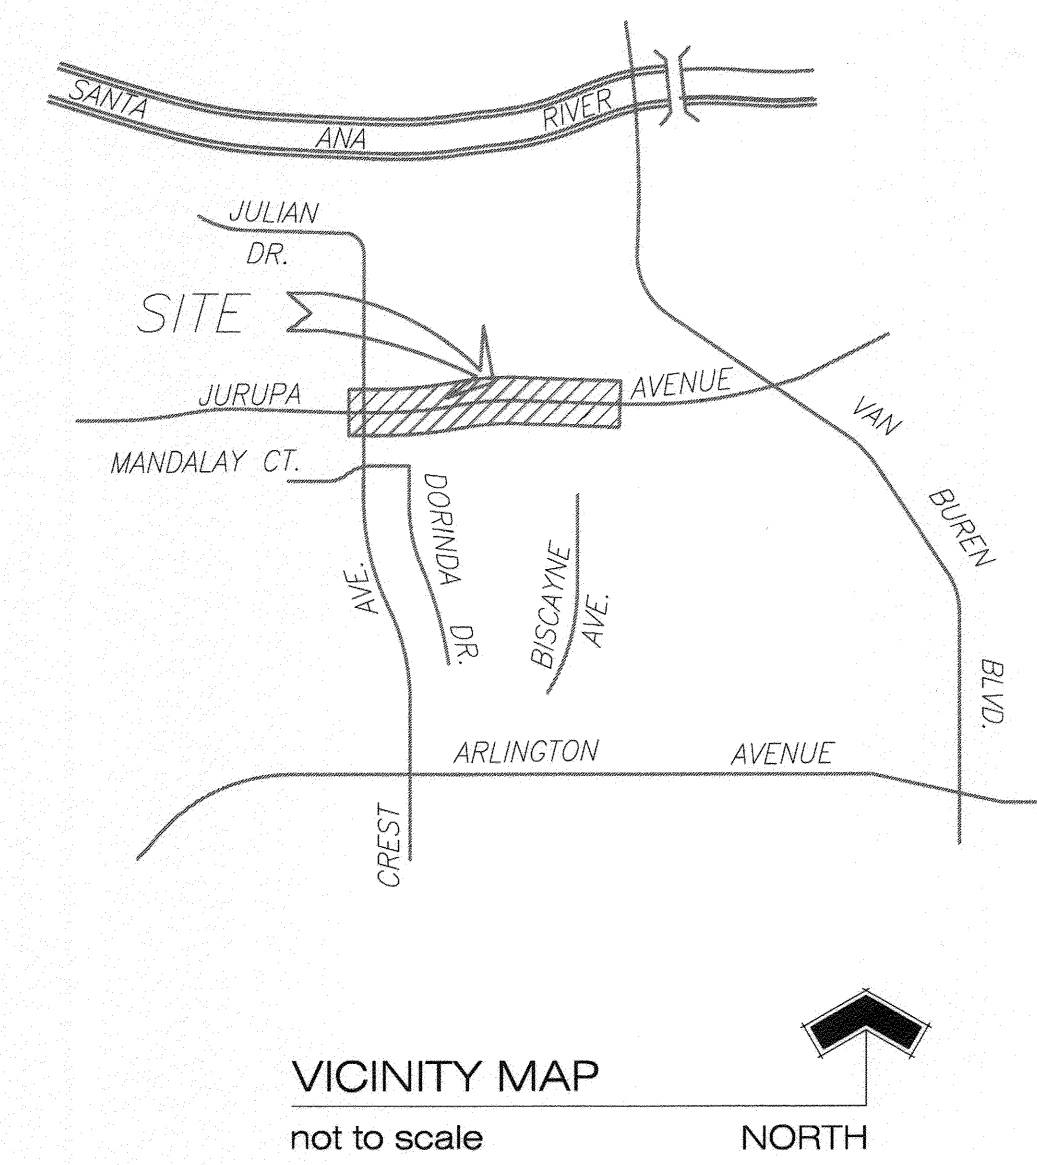 SANTA ANA RIVER
JULIAN
DR.
SITE
JURUPA AVENUE
MANDALAY CT.
DORINDA DR.
BISCAYNE
AVE.
VAN BUREN BLVD.
CREST AVE.
ARLINGTON AVENUE
VICINITY MAP
not to scale
NORTH